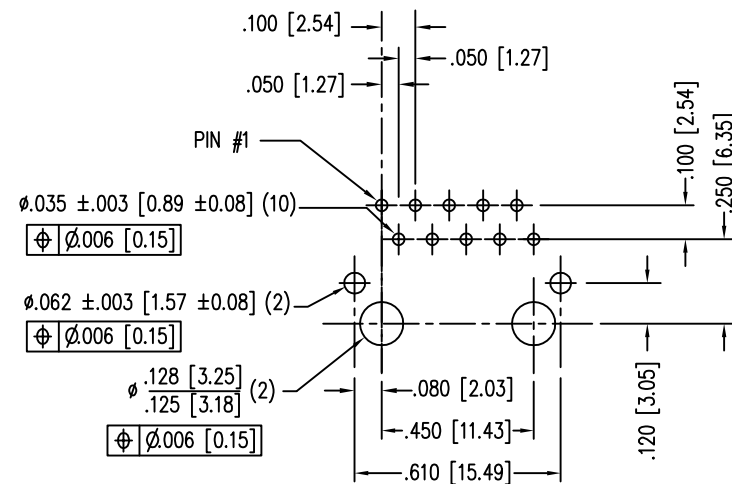 .100 [2.54]
.050 [1.27]
.050 [1.27]
PIN #1
.100 [2.54]
.250 [6.35]
ø.035 ±.003 [0.89 ±0.08] (10)
⌖ Ø.006 [0.15]
ø.062 ±.003 [1.57 ±0.08] (2)
⌖ Ø.006 [0.15]
ø .128 [3.25]
.125 [3.18] (2)
⌖ Ø.006 [0.15]
.080 [2.03]
.450 [11.43]
.610 [15.49]
.120 [3.05]